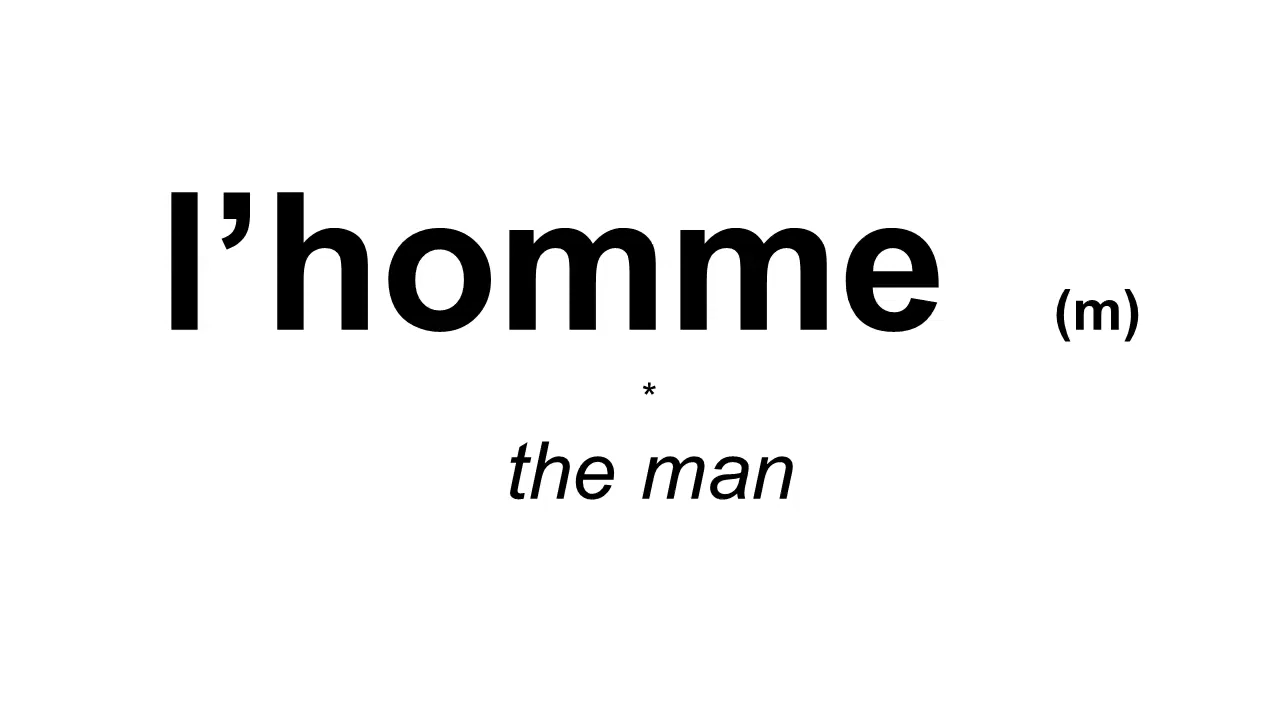 l’homme (m)
*
the man